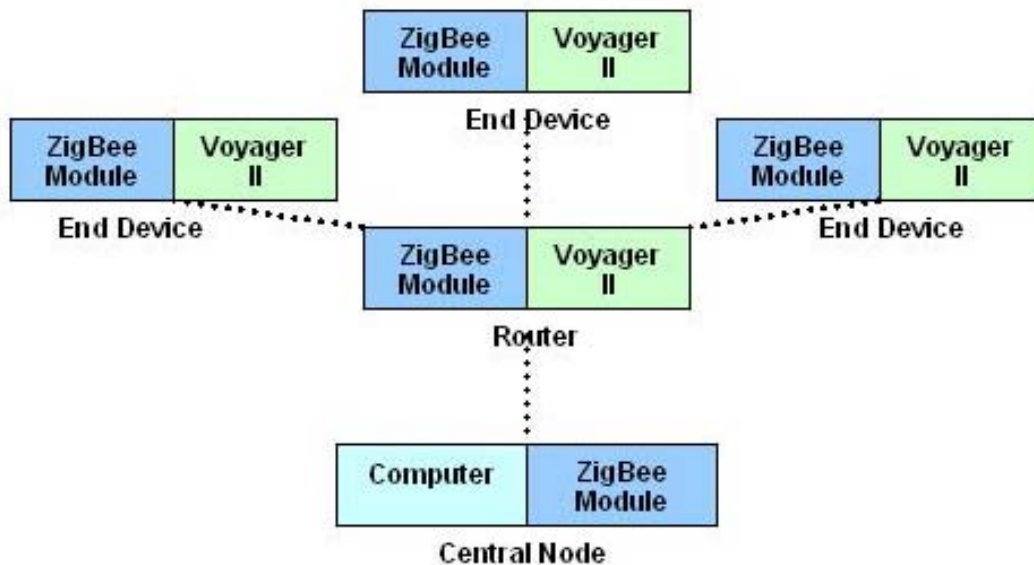 ZigBee Module
Voyager II
End Device
ZigBee Module
Voyager II
End Device
ZigBee Module
Voyager II
End Device
ZigBee Module
Voyager II
Router
Computer
ZigBee Module
Central Node